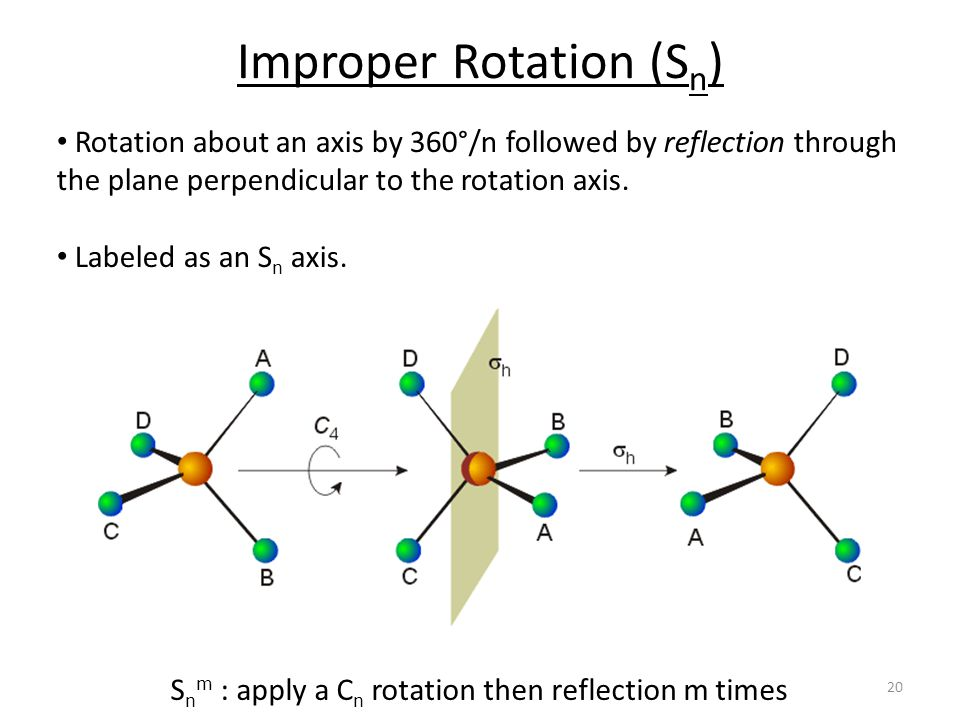 Improper Rotation (Sn)
• Rotation about an axis by 360°/n followed by reflection through
the plane perpendicular to the rotation axis.
• Labeled as an Sn axis.
A D σh D
D C4 B B
σh
C A A
B C C
Snm : apply a Cn rotation then reflection m times
20